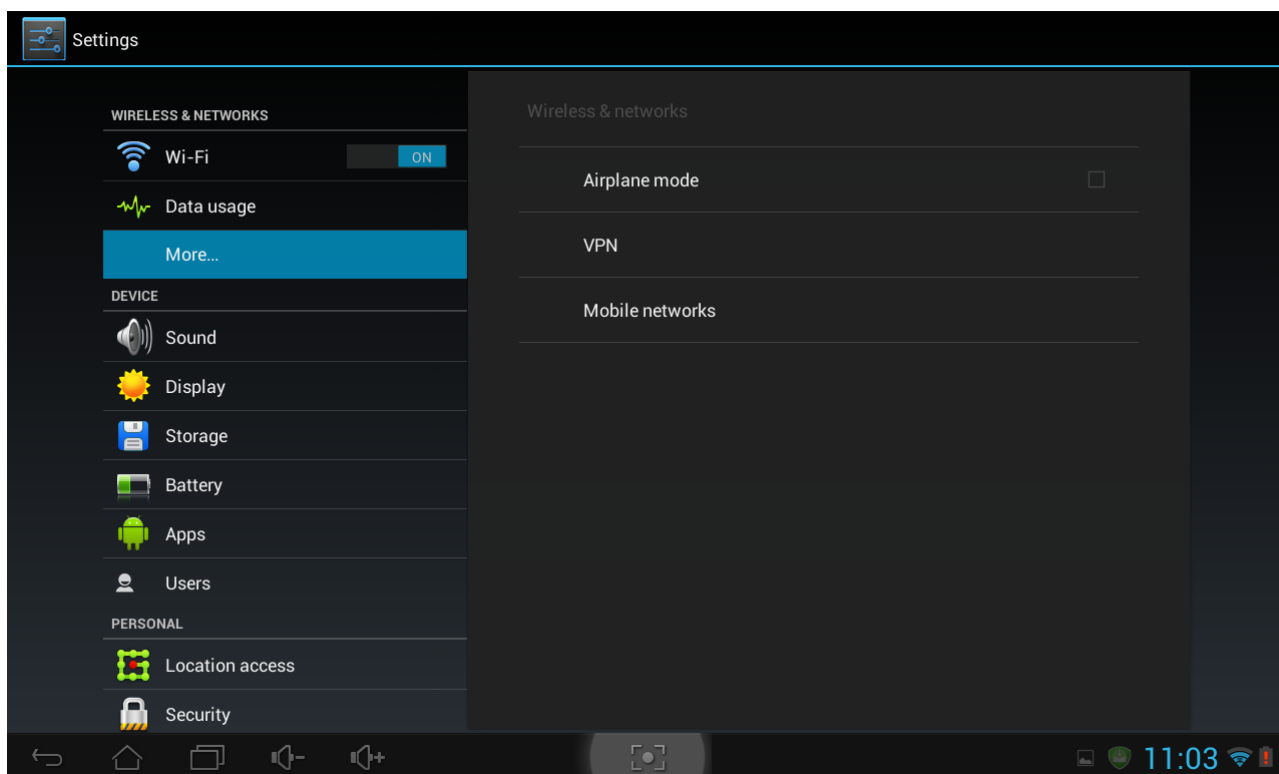 Settings
WIRELESS & NETWORKS
Wi-Fi
ON
Data usage
More...
DEVICE
Sound
Display
Storage
Battery
Apps
Users
PERSONAL
Location access
Security
Wireless & networks
Airplane mode
VPN
Mobile networks
11:03